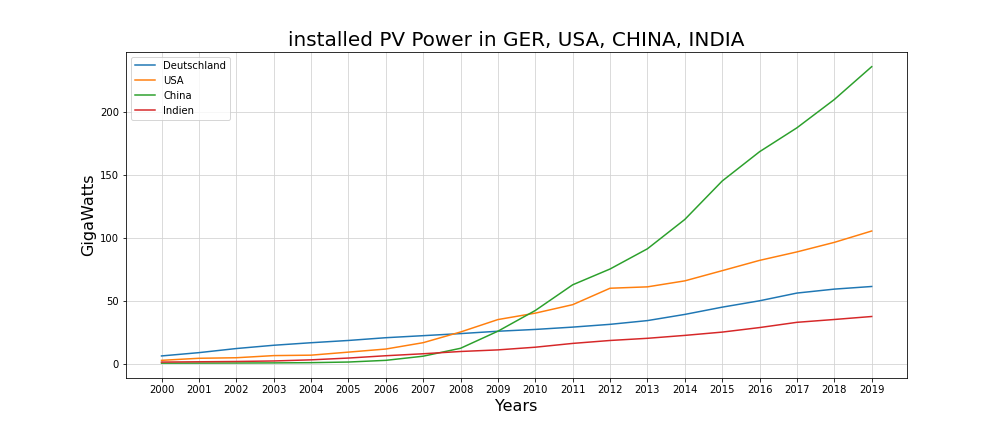 installed PV Power in GER, USA, CHINA, INDIA
Deutschland
USA
China
Indien
GigaWatts
200
150
100
50
0
2000 2001 2002 2003 2004 2005 2006 2007 2008 2009 2010 2011 2012 2013 2014 2015 2016 2017 2018 2019
Years